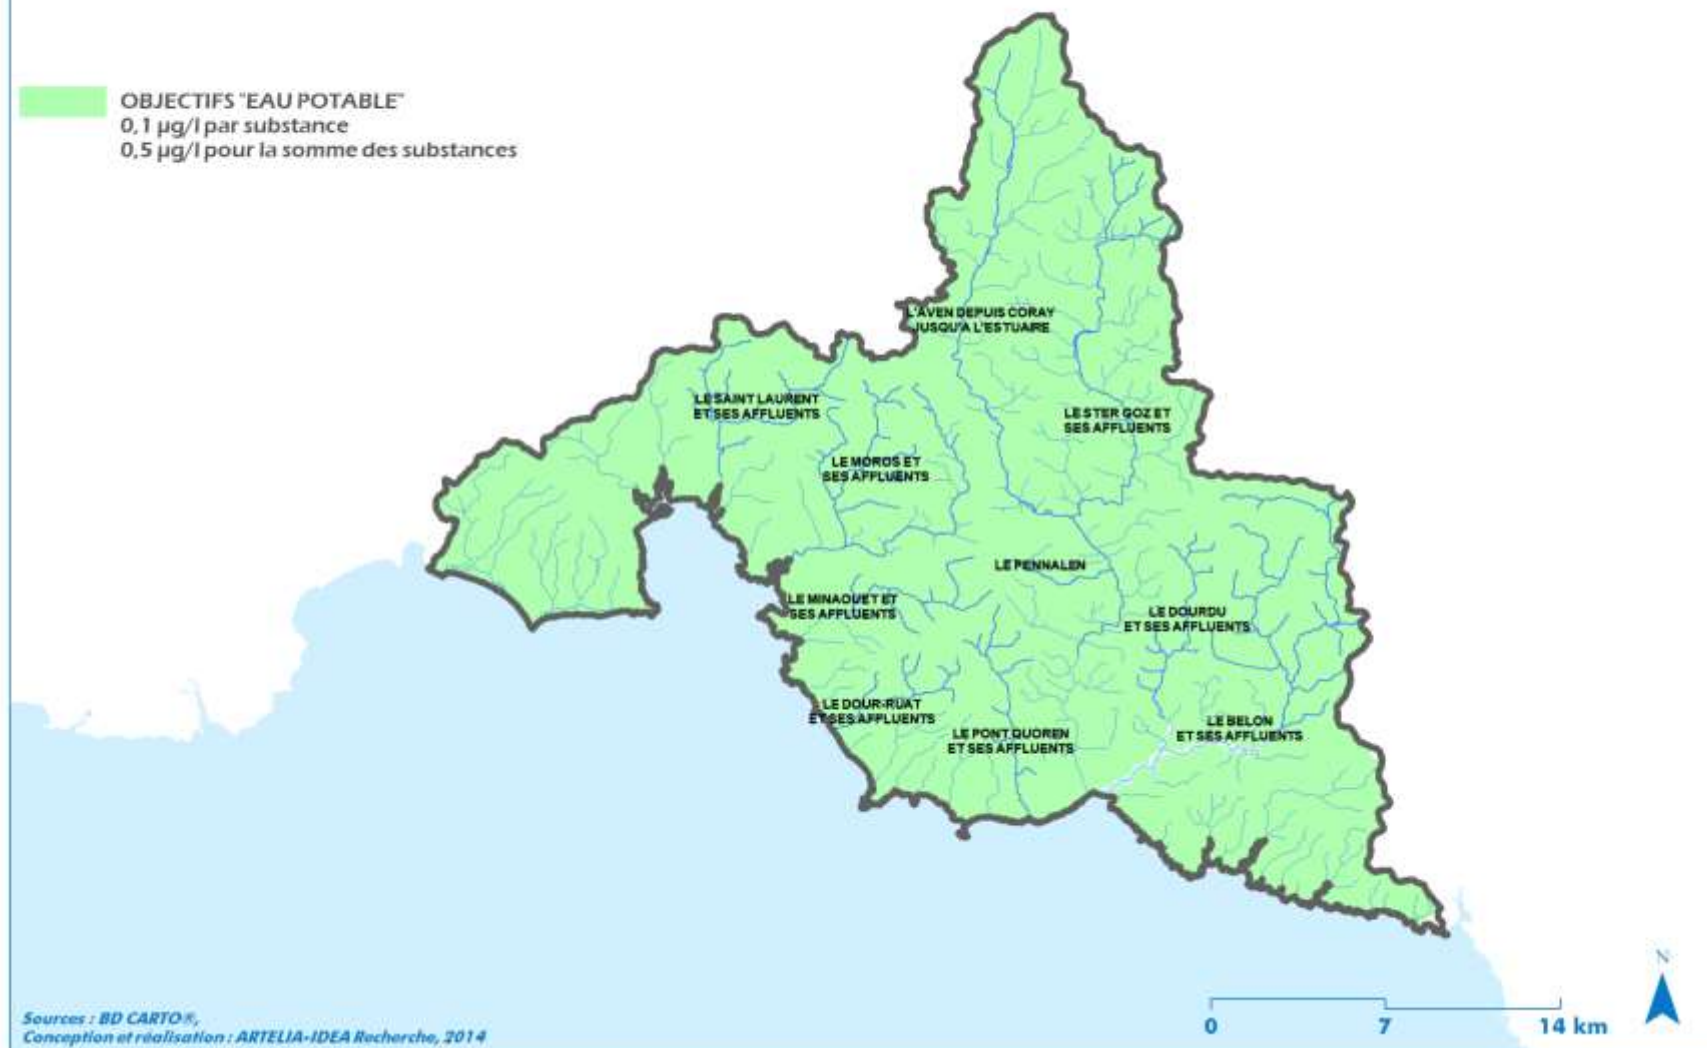 OBJECTIFS "EAU POTABLE"
0,1 µg/l par substance
0,5 µg/l pour la somme des substances
L'AVEN DEPUIS CORAY
JUSQU'A L'ESTUAIRE
LE SAINT LAURENT
ET SES AFFLUENTS
LE STER GOZ ET
SES AFFLUENTS
LE MOROS ET
SES AFFLUENTS
LE PENNALEN
LE MINAOUET ET
SES AFFLUENTS
LE DOURDU
ET SES AFFLUENTS
LE DOUR-RUAT
ET SES AFFLUENTS
LE BELON
ET SES AFFLUENTS
LE PONT QUOREN
ET SES AFFLUENTS
N
0 7 14 km
Sources : BD CARTO®,
Conception et réalisation : ARTELIA-IDEA Recherche, 2014